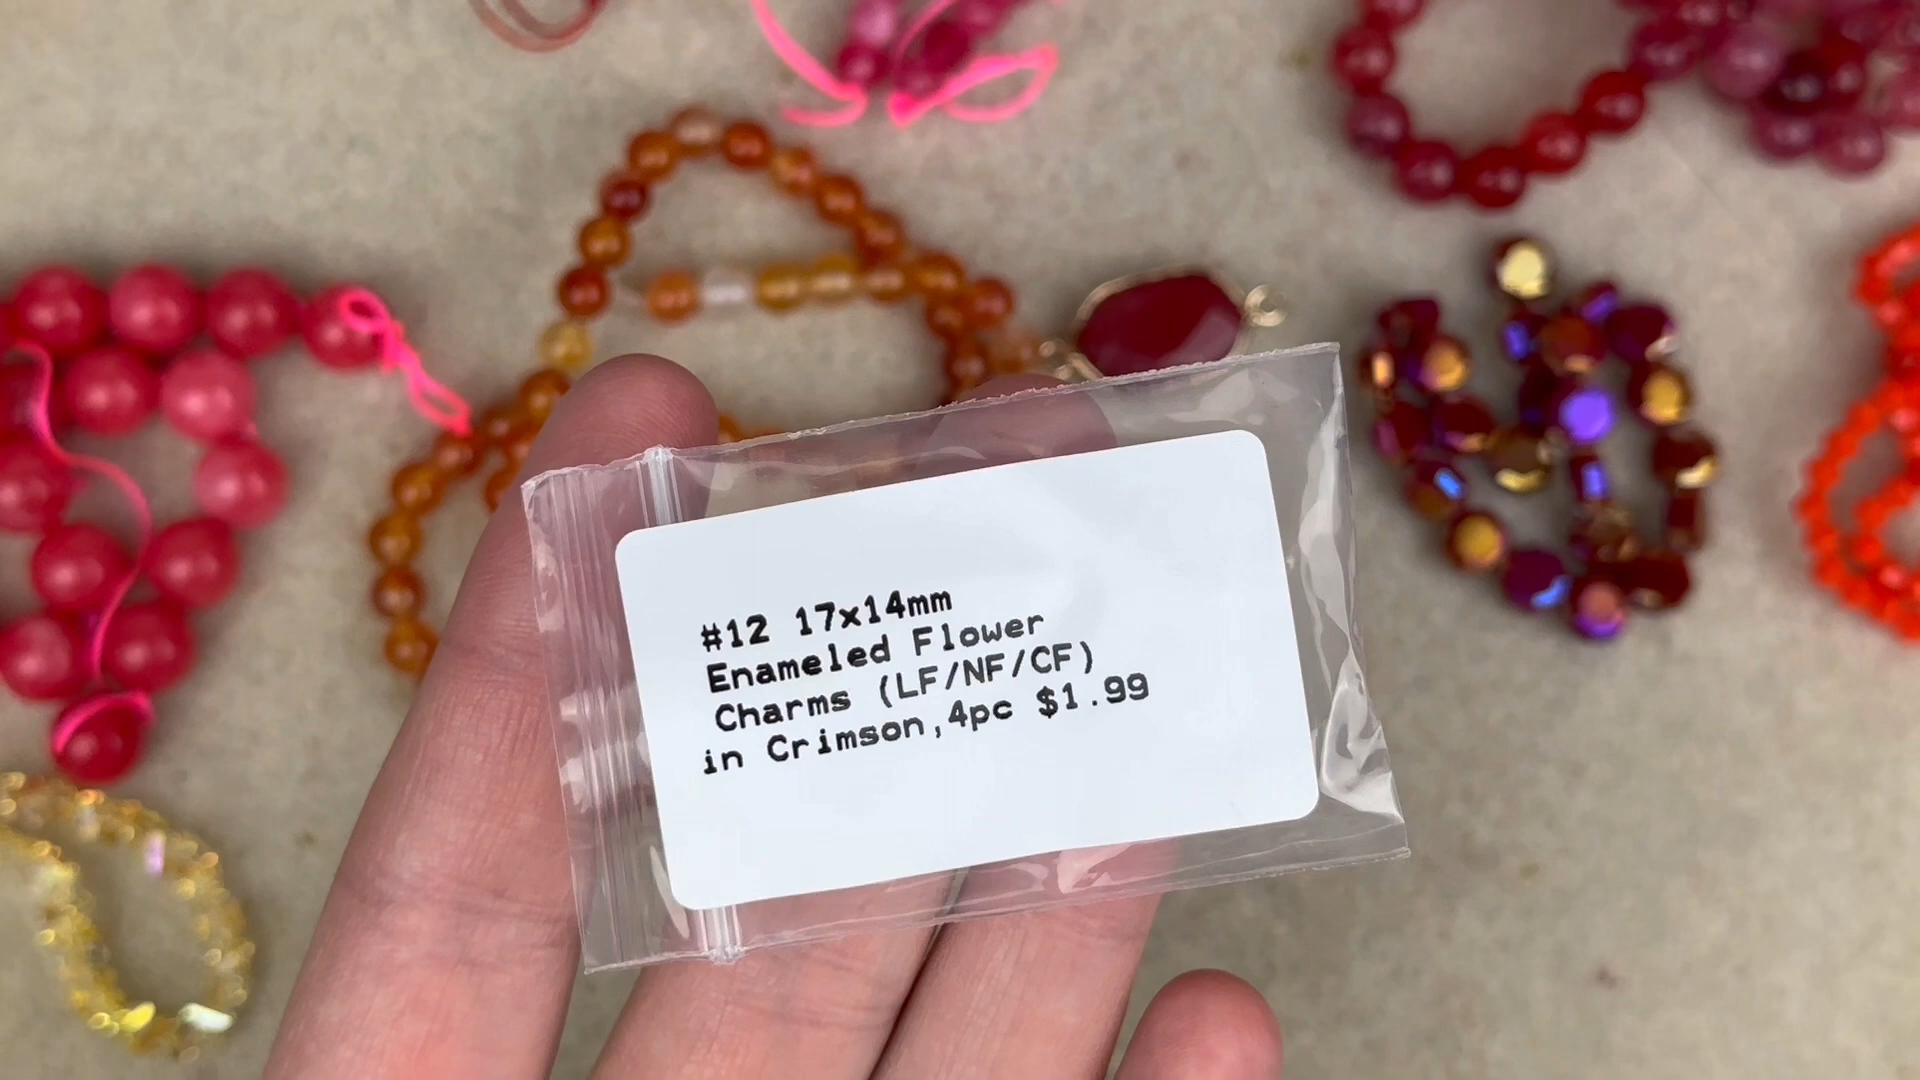 #12 17x14mm
Enameled Flower
Charms (LF/NF/CF)
in Crimson,4pc $1.99